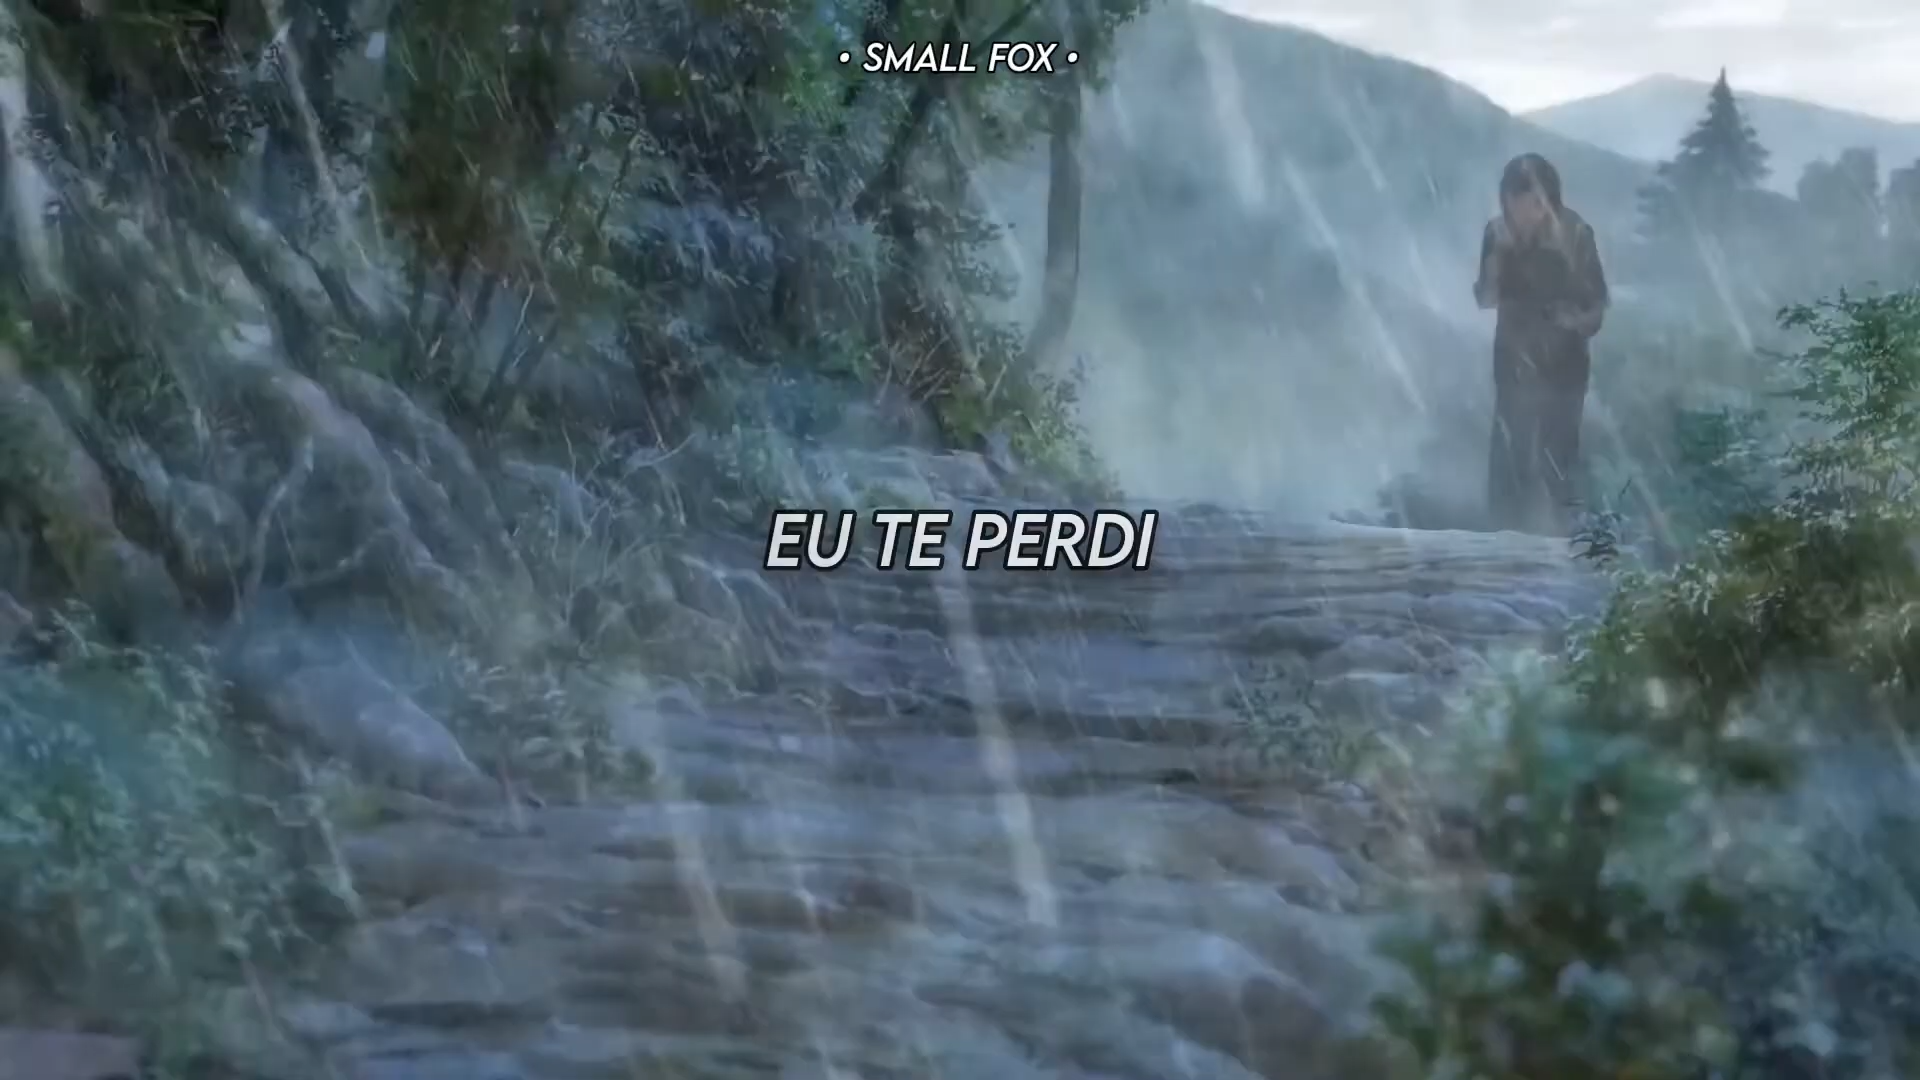 • SMALL FOX •
EU TE PERDI